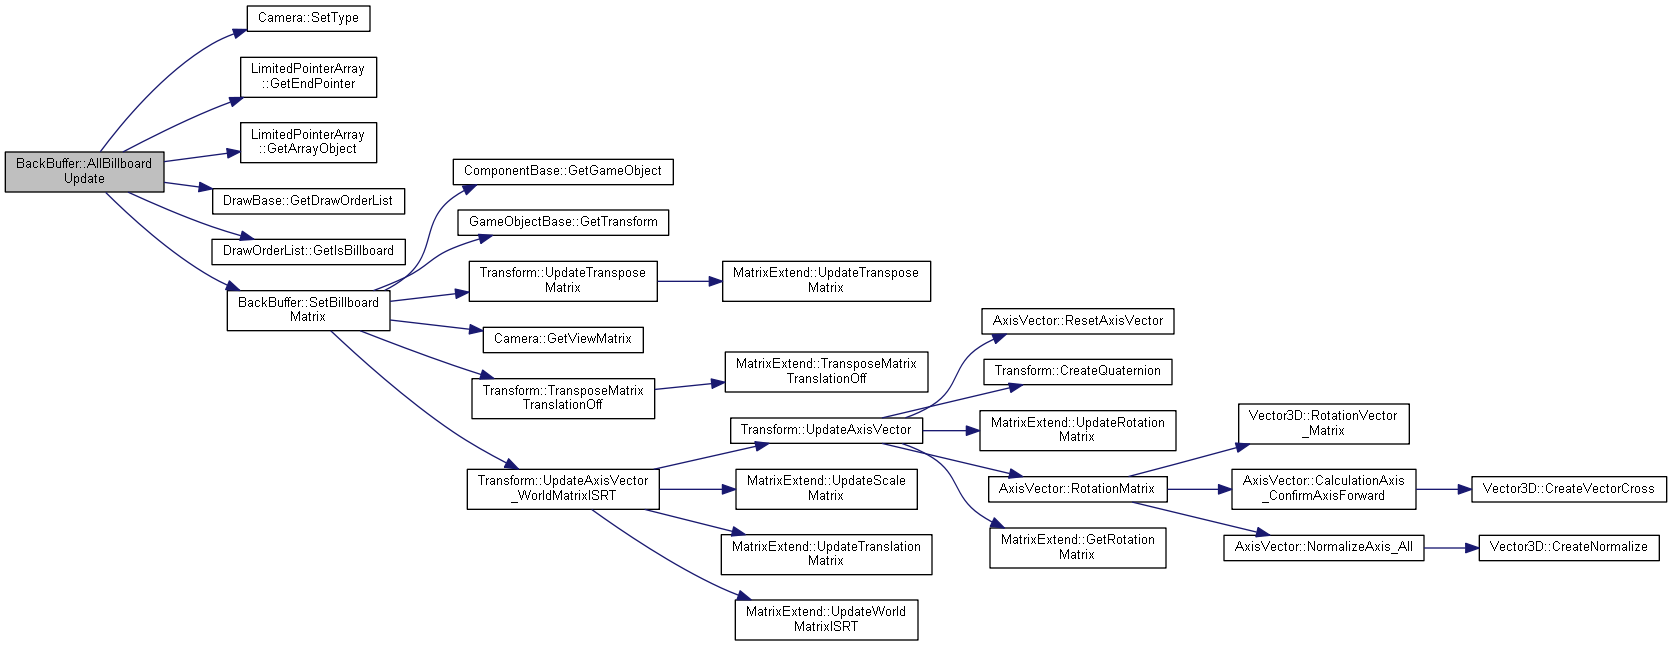 Camera::SetType
LimitedPointerArray
::GetEndPointer
LimitedPointerArray
::GetArrayObject
BackBuffer::AllBillboard
Update
DrawBase::GetDrawOrderList
DrawOrderList::GetIsBillboard
BackBuffer::SetBillboard
Matrix
ComponentBase::GetGameObject
GameObjectBase::GetTransform
Transform::UpdateTranspose
Matrix
MatrixExtend::UpdateTranspose
Matrix
Camera::GetViewMatrix
Transform::TransposeMatrix
TranslationOff
MatrixExtend::TransposeMatrix
TranslationOff
Transform::UpdateAxisVector
_WorldMatrixISRT
Transform::UpdateAxisVector
MatrixExtend::UpdateScale
Matrix
MatrixExtend::UpdateTranslation
Matrix
MatrixExtend::UpdateWorld
MatrixISRT
AxisVector::ResetAxisVector
Transform::CreateQuaternion
MatrixExtend::UpdateRotation
Matrix
AxisVector::RotationMatrix
MatrixExtend::GetRotation
Matrix
Vector3D::RotationVector
_Matrix
AxisVector::CalculationAxis
_ConfirmAxisForward
Vector3D::CreateVectorCross
AxisVector::NormalizeAxis_All
Vector3D::CreateNormalize